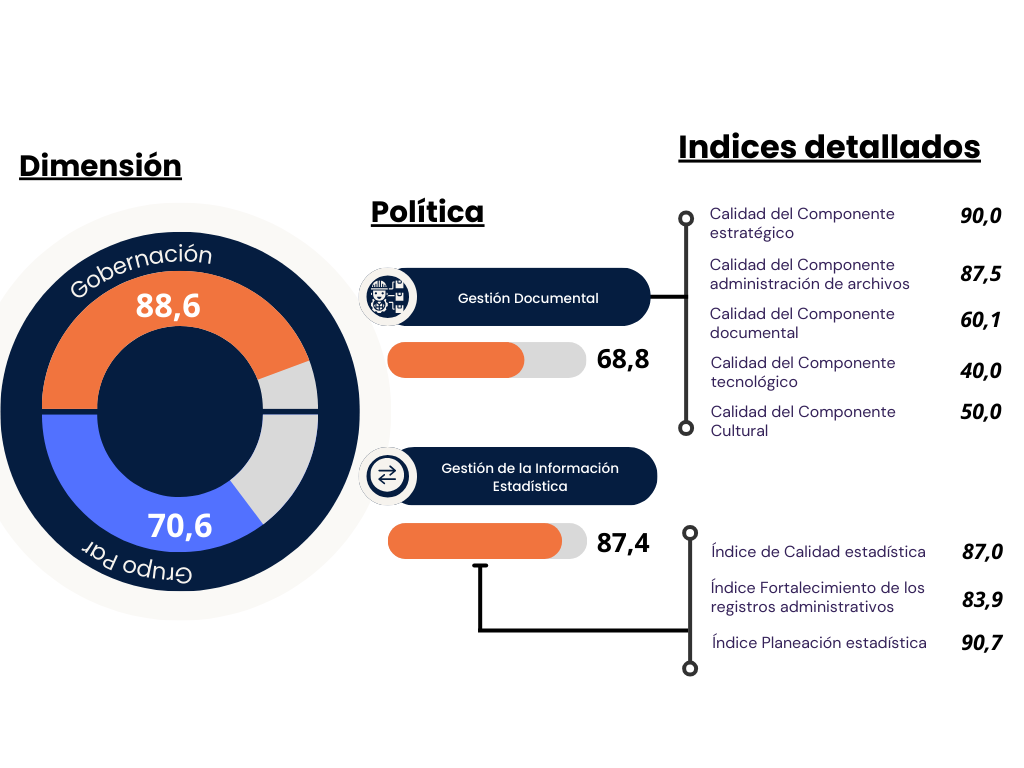 Dimensión
Gobernación
88,6
70,6
Grupo Par
Política
Gestión Documental
68,8
Gestión de la Información
Estadística
87,4
Indices detallados
Calidad del Componente
estratégico
90,0
Calidad del Componente
administración de archivos
87,5
Calidad del Componente
documental
60,1
Calidad del Componente
tecnológico
40,0
Calidad del Componente
Cultural
50,0
Índice de Calidad estadística
87,0
Índice Fortalecimiento de los
registros administrativos
83,9
Índice Planeación estadística
90,7